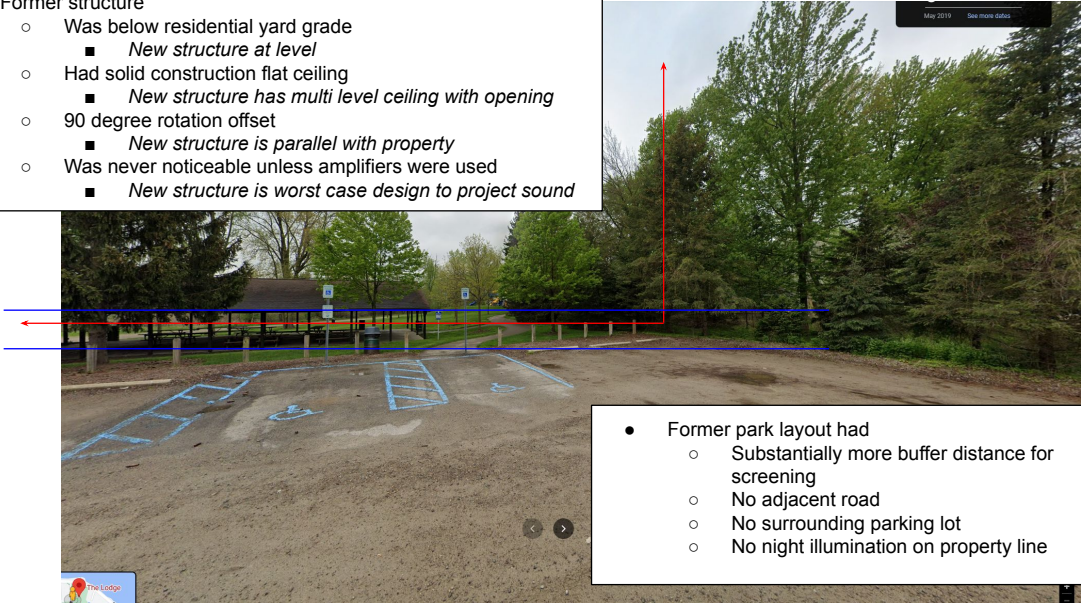 Former structure
○ Was below residential yard grade
■ New structure at level
○ Had solid construction flat ceiling
■ New structure has multi level ceiling with opening
○ 90 degree rotation offset
■ New structure is parallel with property
○ Was never noticeable unless amplifiers were used
■ New structure is worst case design to project sound
May 2019 See more dates
● Former park layout had
○ Substantially more buffer distance for
screening
○ No adjacent road
○ No surrounding parking lot
○ No night illumination on property line
The Lodge